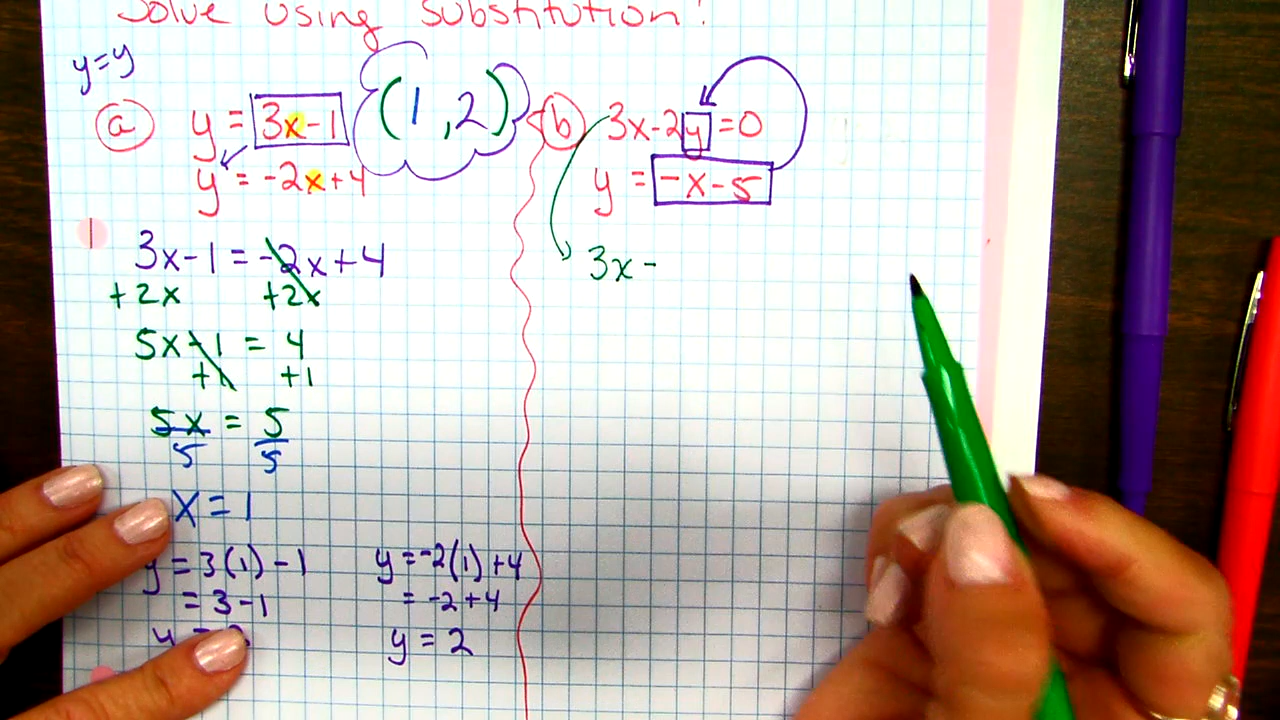 Solve using substitution!
y=y
a y = 3x-1 (1,2)
y = -2x+4
1 3x-1 = -2x+4
+2x +2x
5x-1 = 4
+1 +1
5x = 5
5 5
x = 1
y = 3(1)-1
= 3-1
y =
y = -2(1)+4
= -2+4
y = 2
b 3x-2y=0
y = -x-5
3x-